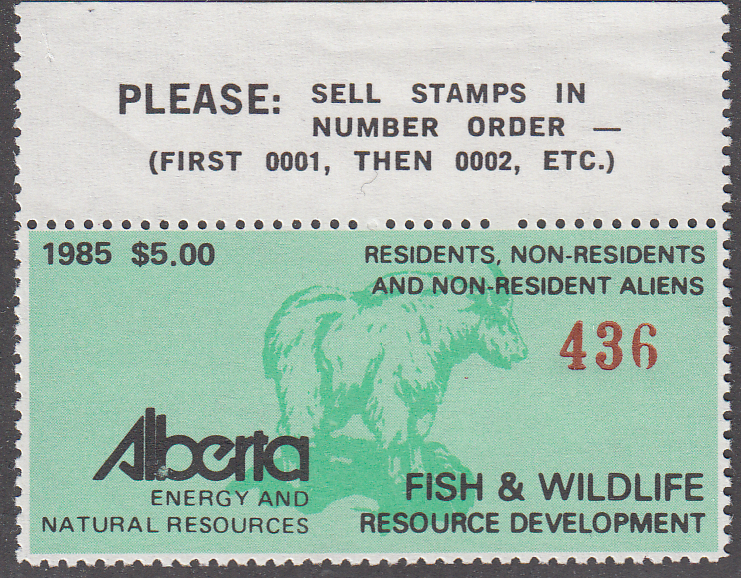 PLEASE: SELL STAMPS IN
NUMBER ORDER —
(FIRST 0001, THEN 0002, ETC.)
1985 $5.00
RESIDENTS, NON-RESIDENTS
AND NON-RESIDENT ALIENS
436
Alberta
ENERGY AND
NATURAL RESOURCES
FISH & WILDLIFE
RESOURCE DEVELOPMENT